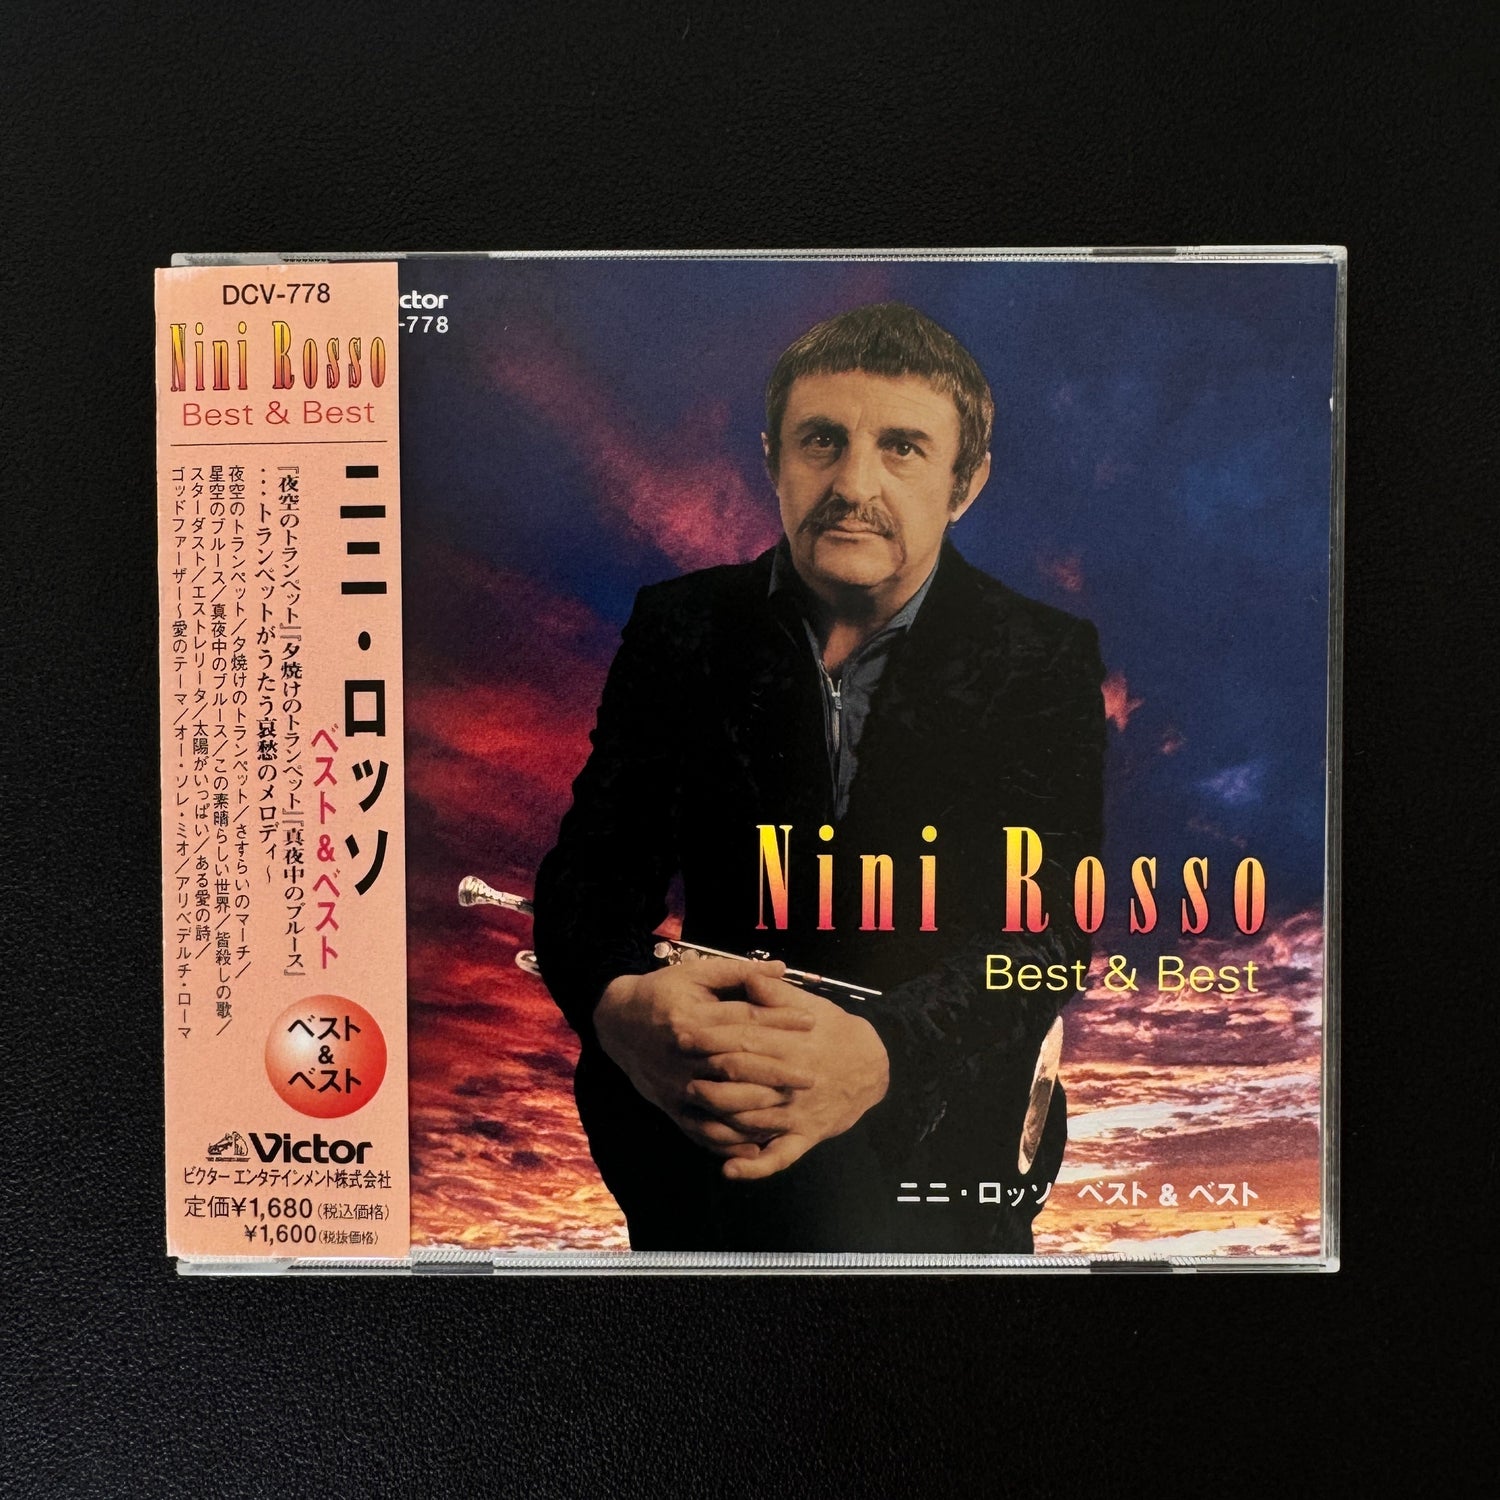 DCV-778
Nini Rosso
Best & Best
ニニ・ロッソ
ベスト&ベスト
『夜空のトランペット』『夕焼けのトランペット』『真夜中のブルース』
・・・トランペットがうたう哀愁のメロディ～
夜空のトランペット/夕焼けのトランペット/さすらいのマーチ/
星空のブルース/真夜中のブルース/この素晴らしい世界/皆殺しの歌/
スターダスト/エストレリータ/太陽がいっぱい/ある愛の詩/
ゴッドファーザー～愛のテーマ/オー・ソレ・ミオ/アリベデルチ・ローマ
ベスト
&
ベスト
Victor
ビクター エンタテインメント株式会社
定価¥1,680(税込価格)
¥1,600(税抜価格)
ctor
-778
Nini Rosso
Best & Best
ニニ・ロッソ ベスト & ベスト